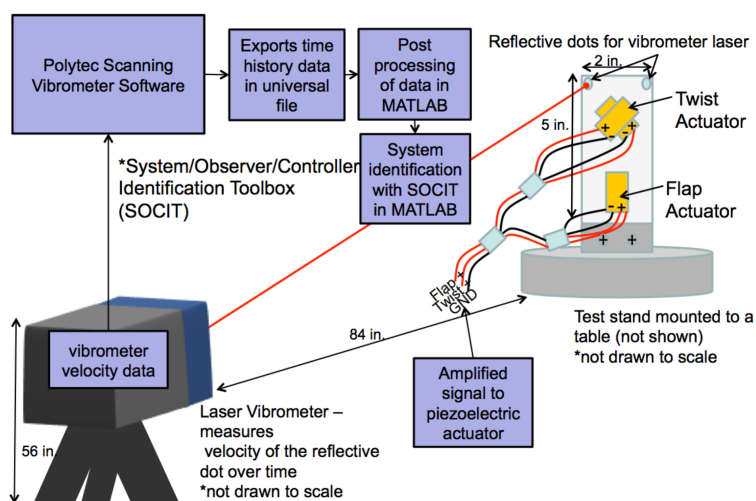 Polytec Scanning
Vibrometer Software
Exports time
history data
in universal
file
Post
processing
of data in
MATLAB
Reflective dots for vibrometer laser
2 in.
Twist
Actuator
5 in.
+
-
-
+
*System/Observer/Controller
Identification Toolbox
(SOCIT)
System
identification
with SOCIT
in MATLAB
Flap
Actuator
- +
+ +
Flap +
Twist +
GND
vibrometer
velocity data
84 in.
Test stand mounted to a
table (not shown)
*not drawn to scale
Amplified
signal to
piezoelectric
actuator
56 in.
Laser Vibrometer –
measures
velocity of the reflective
dot over time
*not drawn to scale